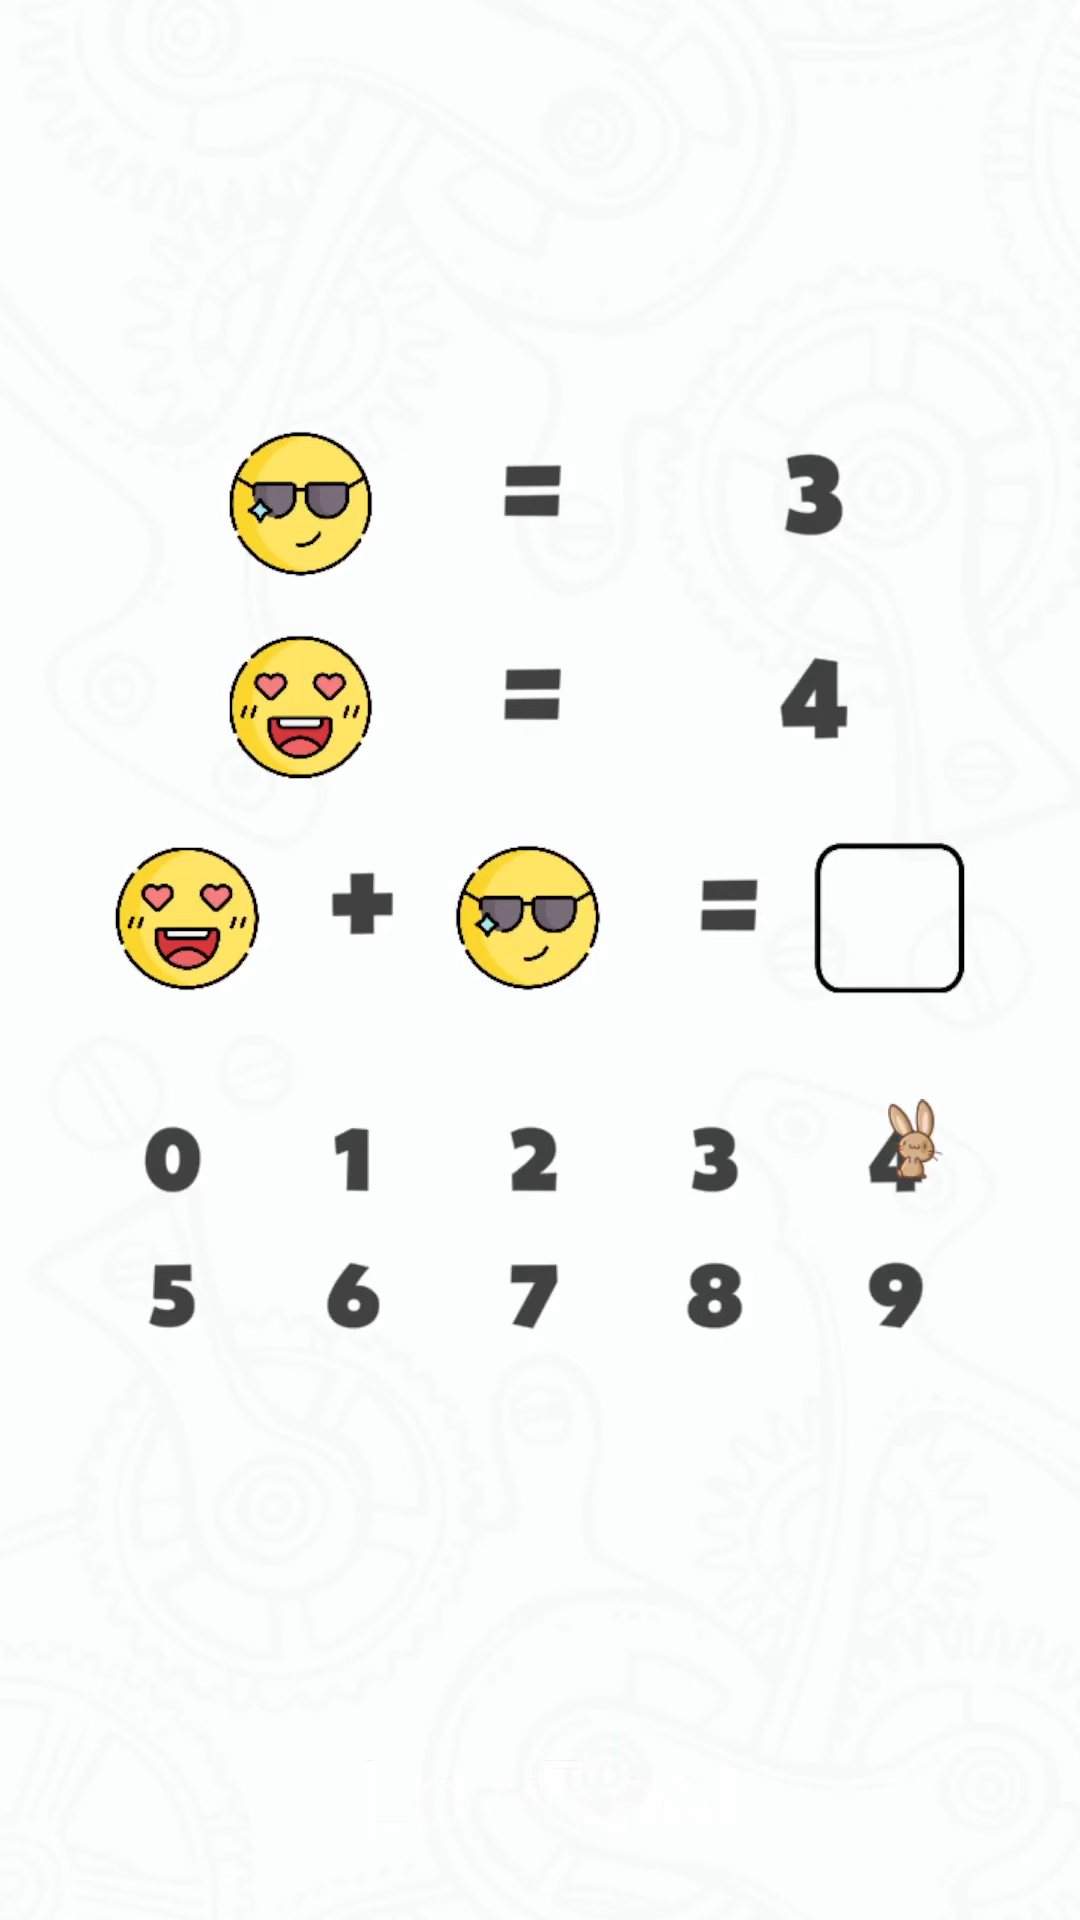 = 3
= 4
+ =
0 1 2 3 4
5 6 7 8 9